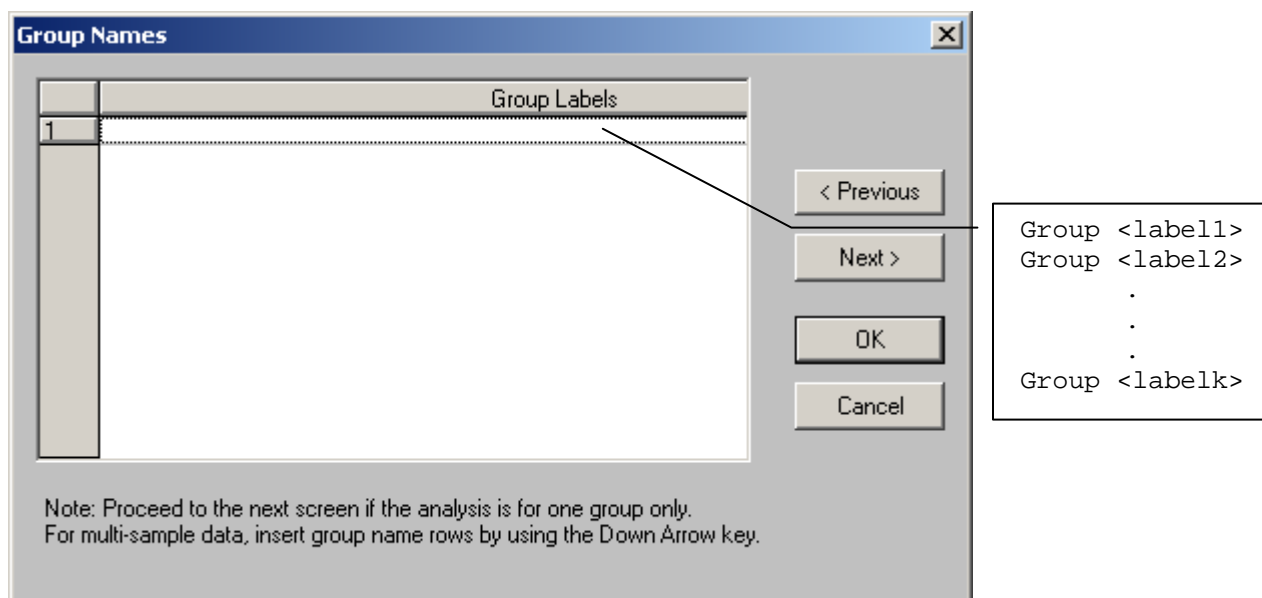 Group Names
Group Labels
1
< Previous
Next >
OK
Cancel
Note: Proceed to the next screen if the analysis is for one group only.
For multi-sample data, insert group name rows by using the Down Arrow key.
Group <label1>
Group <label2>
.
.
.
Group <labelk>